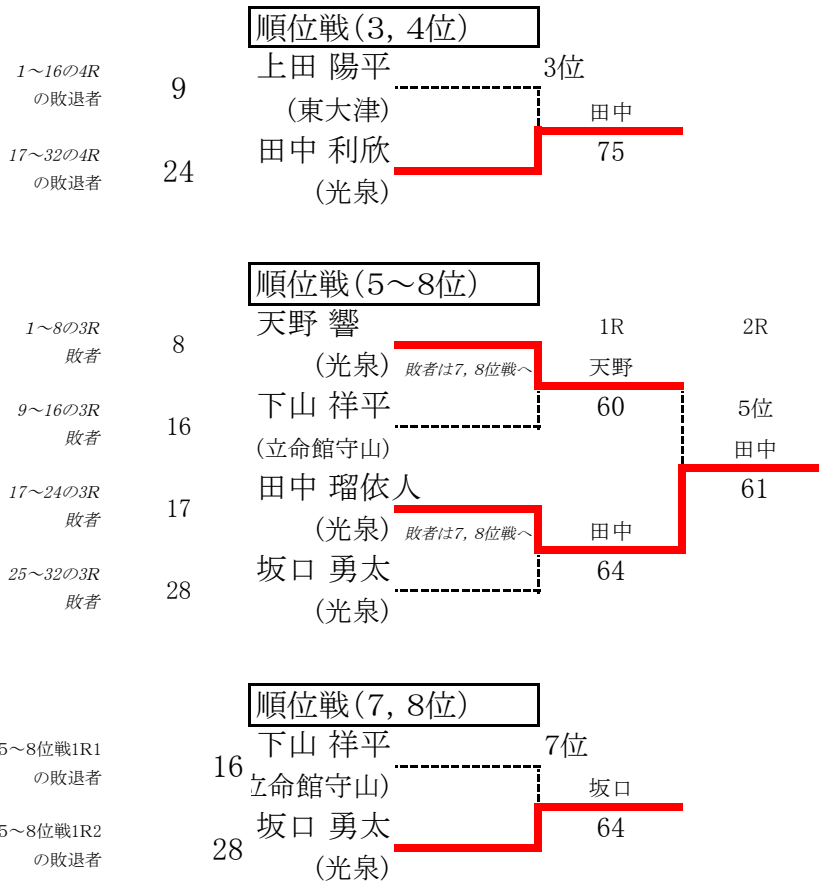 順位戦(3, 4位)
1～16の4R
の敗退者
9
上田 陽平
(東大津)
3位
田中
75
17～32の4R
の敗退者
24
田中 利欣
(光泉)
順位戦(5～8位)
1R
2R
1～8の3R
敗者
8
天野 響
(光泉)
敗者は7, 8位戦へ
天野
60
9～16の3R
敗者
16
下山 祥平
(立命館守山)
5位
田中
61
17～24の3R
敗者
17
田中 瑠依人
(光泉)
敗者は7, 8位戦へ
田中
64
25～32の3R
敗者
28
坂口 勇太
(光泉)
順位戦(7, 8位)
5～8位戦1R1
の敗退者
16
下山 祥平
立命館守山)
7位
坂口
64
5～8位戦1R2
の敗退者
28
坂口 勇太
(光泉)